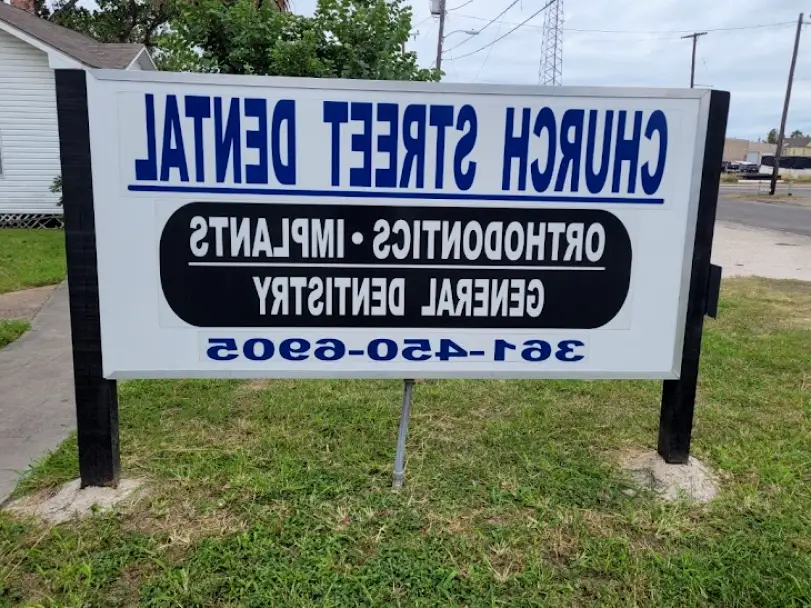 CHURCH STREET DENTAL
ORTHODONTICS • IMPLANTS
GENERAL DENTISTRY
361-450-6905